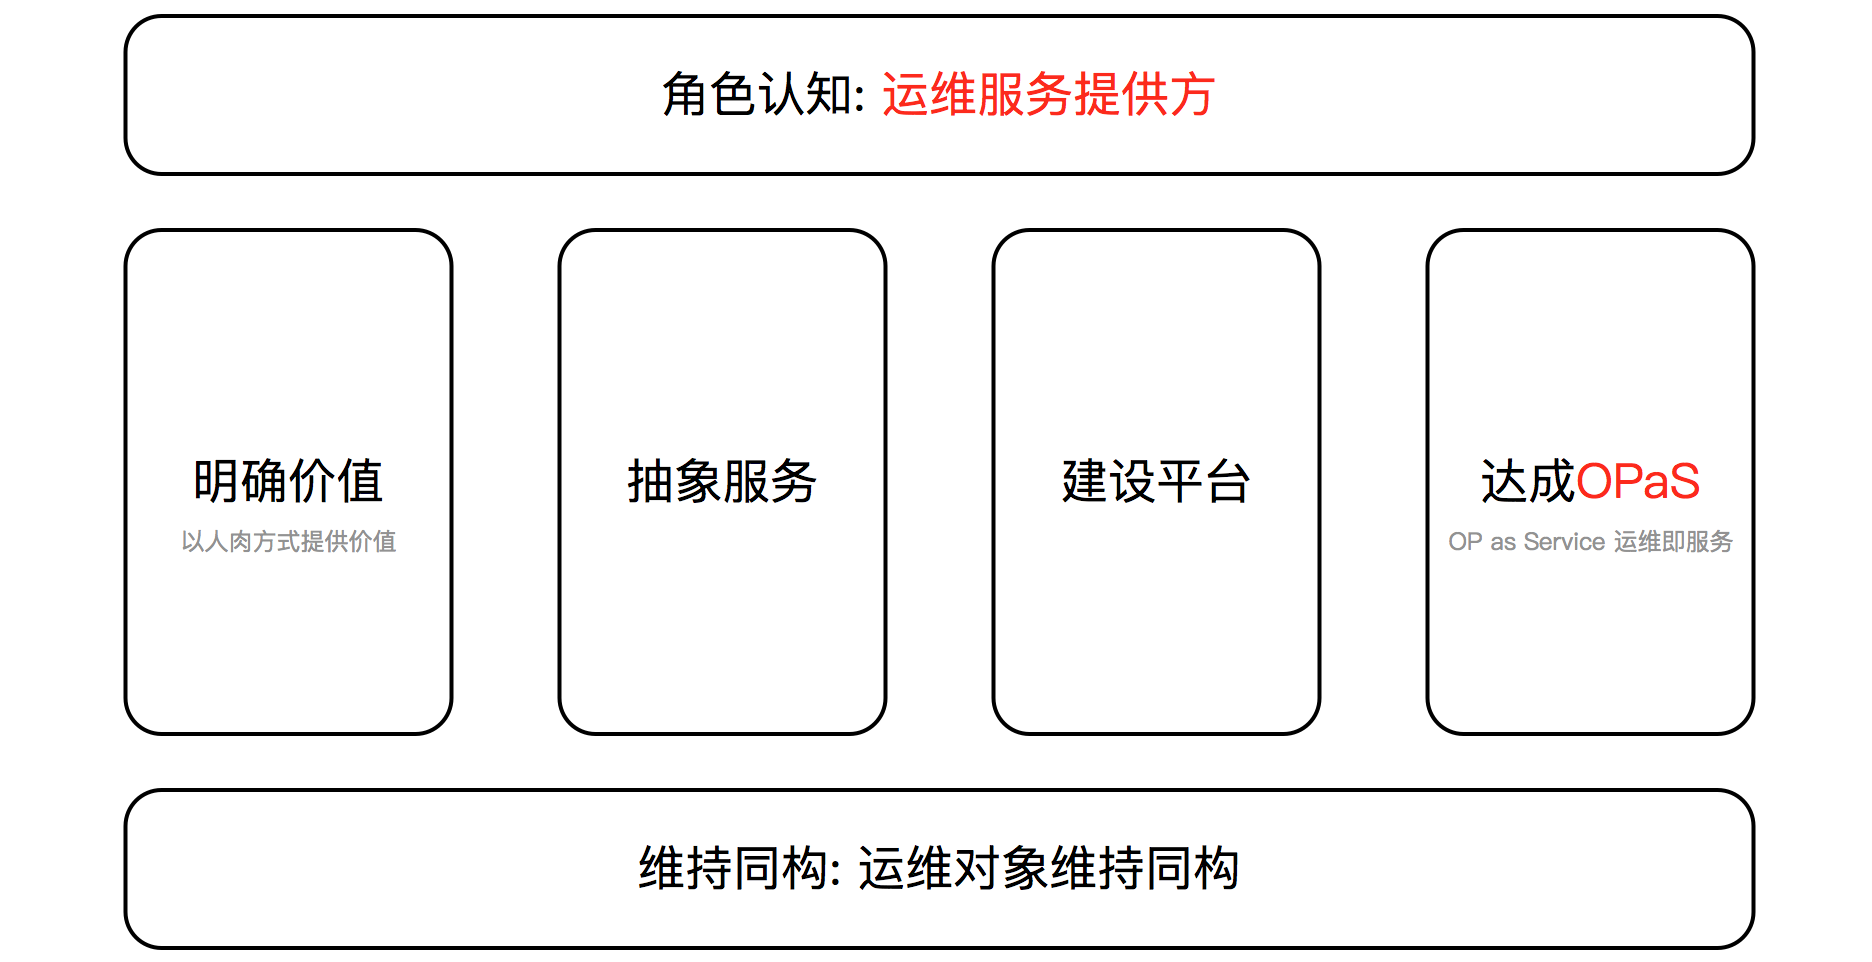 角色认知: 运维服务提供方
明确价值
以人肉方式提供价值
抽象服务
建设平台
达成OPaS
OP as Service 运维即服务
维持同构: 运维对象维持同构